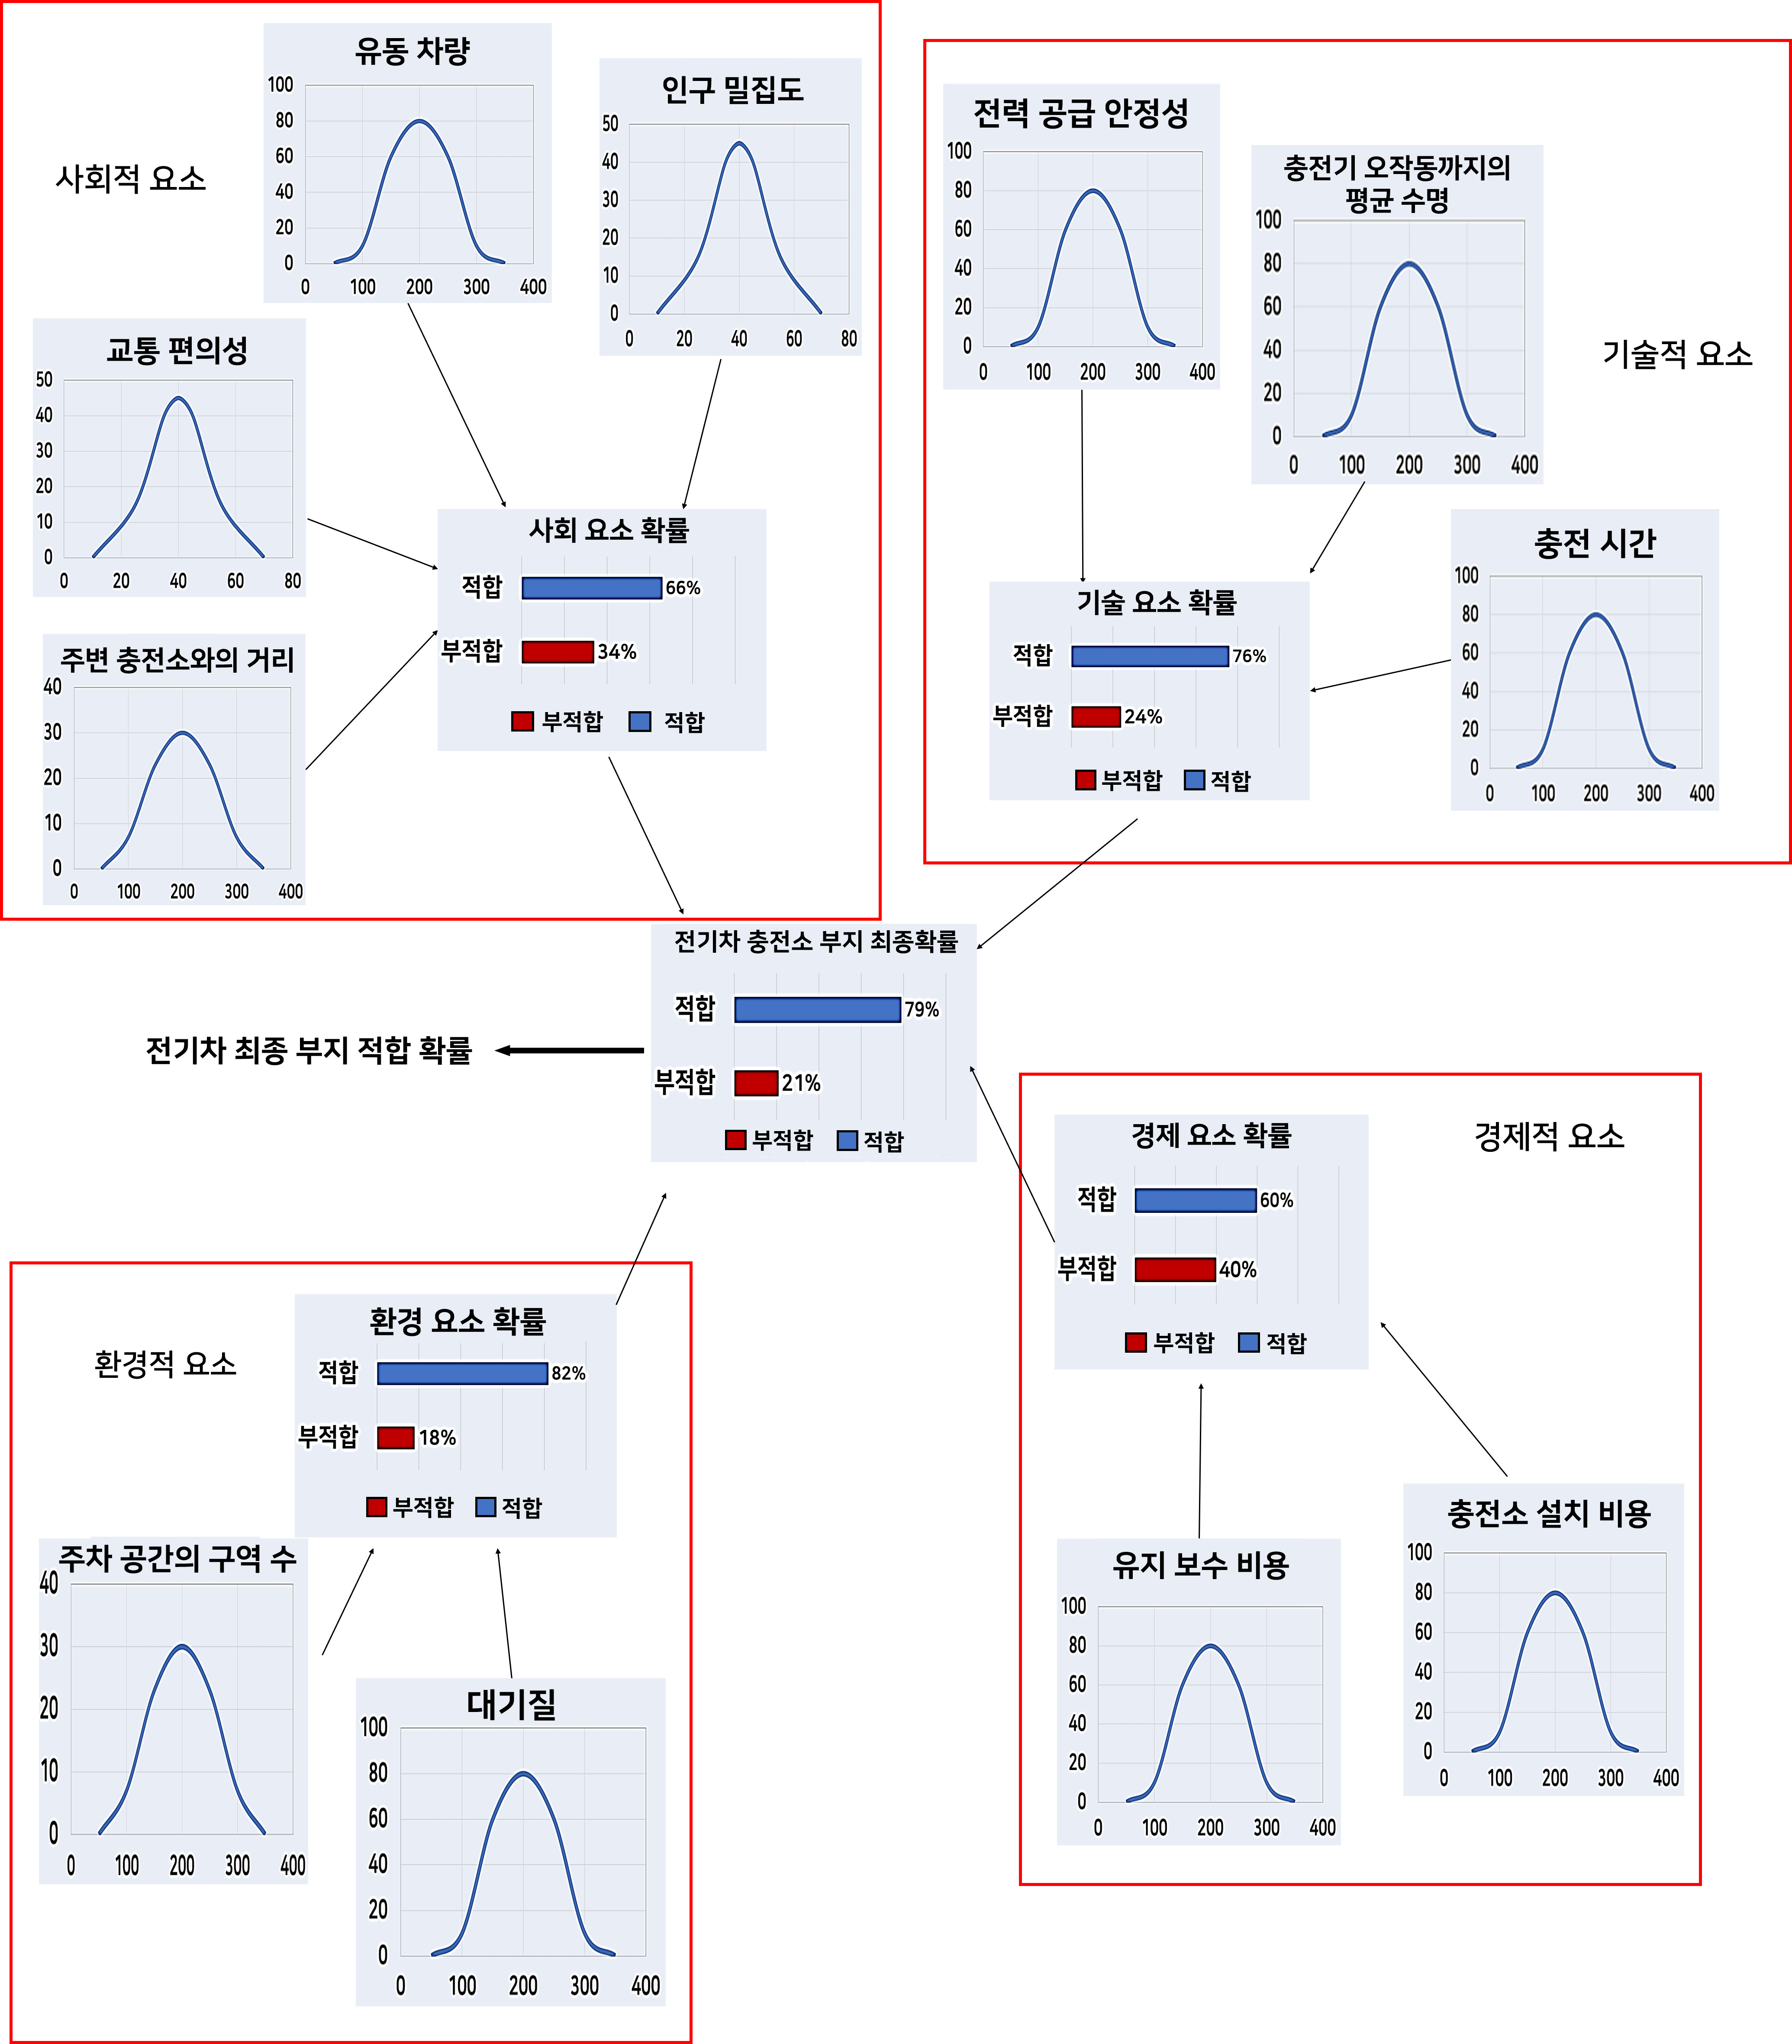 사회적 요소
유동 차량
100
80
60
40
20
0
0 100 200 300 400
인구 밀집도
50
40
30
20
10
0
0 20 40 60 80
교통 편의성
50
40
30
20
10
0
0 20 40 60 80
주변 충전소와의 거리
40
30
20
10
0
0 100 200 300 400
사회 요소 확률
적합 66%
부적합 34%
부적합 적합
기술적 요소
전력 공급 안정성
100
80
60
40
20
0
0 100 200 300 400
충전기 오작동까지의
평균 수명
100
80
60
40
20
0
0 100 200 300 400
충전 시간
100
80
60
40
20
0
0 100 200 300 400
기술 요소 확률
적합 76%
부적합 24%
부적합 적합
전기차 충전소 부지 최종확률
적합 79%
부적합 21%
부적합 적합
전기차 최종 부지 적합 확률
경제적 요소
경제 요소 확률
적합 60%
부적합 40%
부적합 적합
유지 보수 비용
100
80
60
40
20
0
0 100 200 300 400
충전소 설치 비용
100
80
60
40
20
0
0 100 200 300 400
환경적 요소
환경 요소 확률
적합 82%
부적합 18%
부적합 적합
주차 공간의 구역 수
40
30
20
10
0
0 100 200 300 400
대기질
100
80
60
40
20
0
0 100 200 300 400